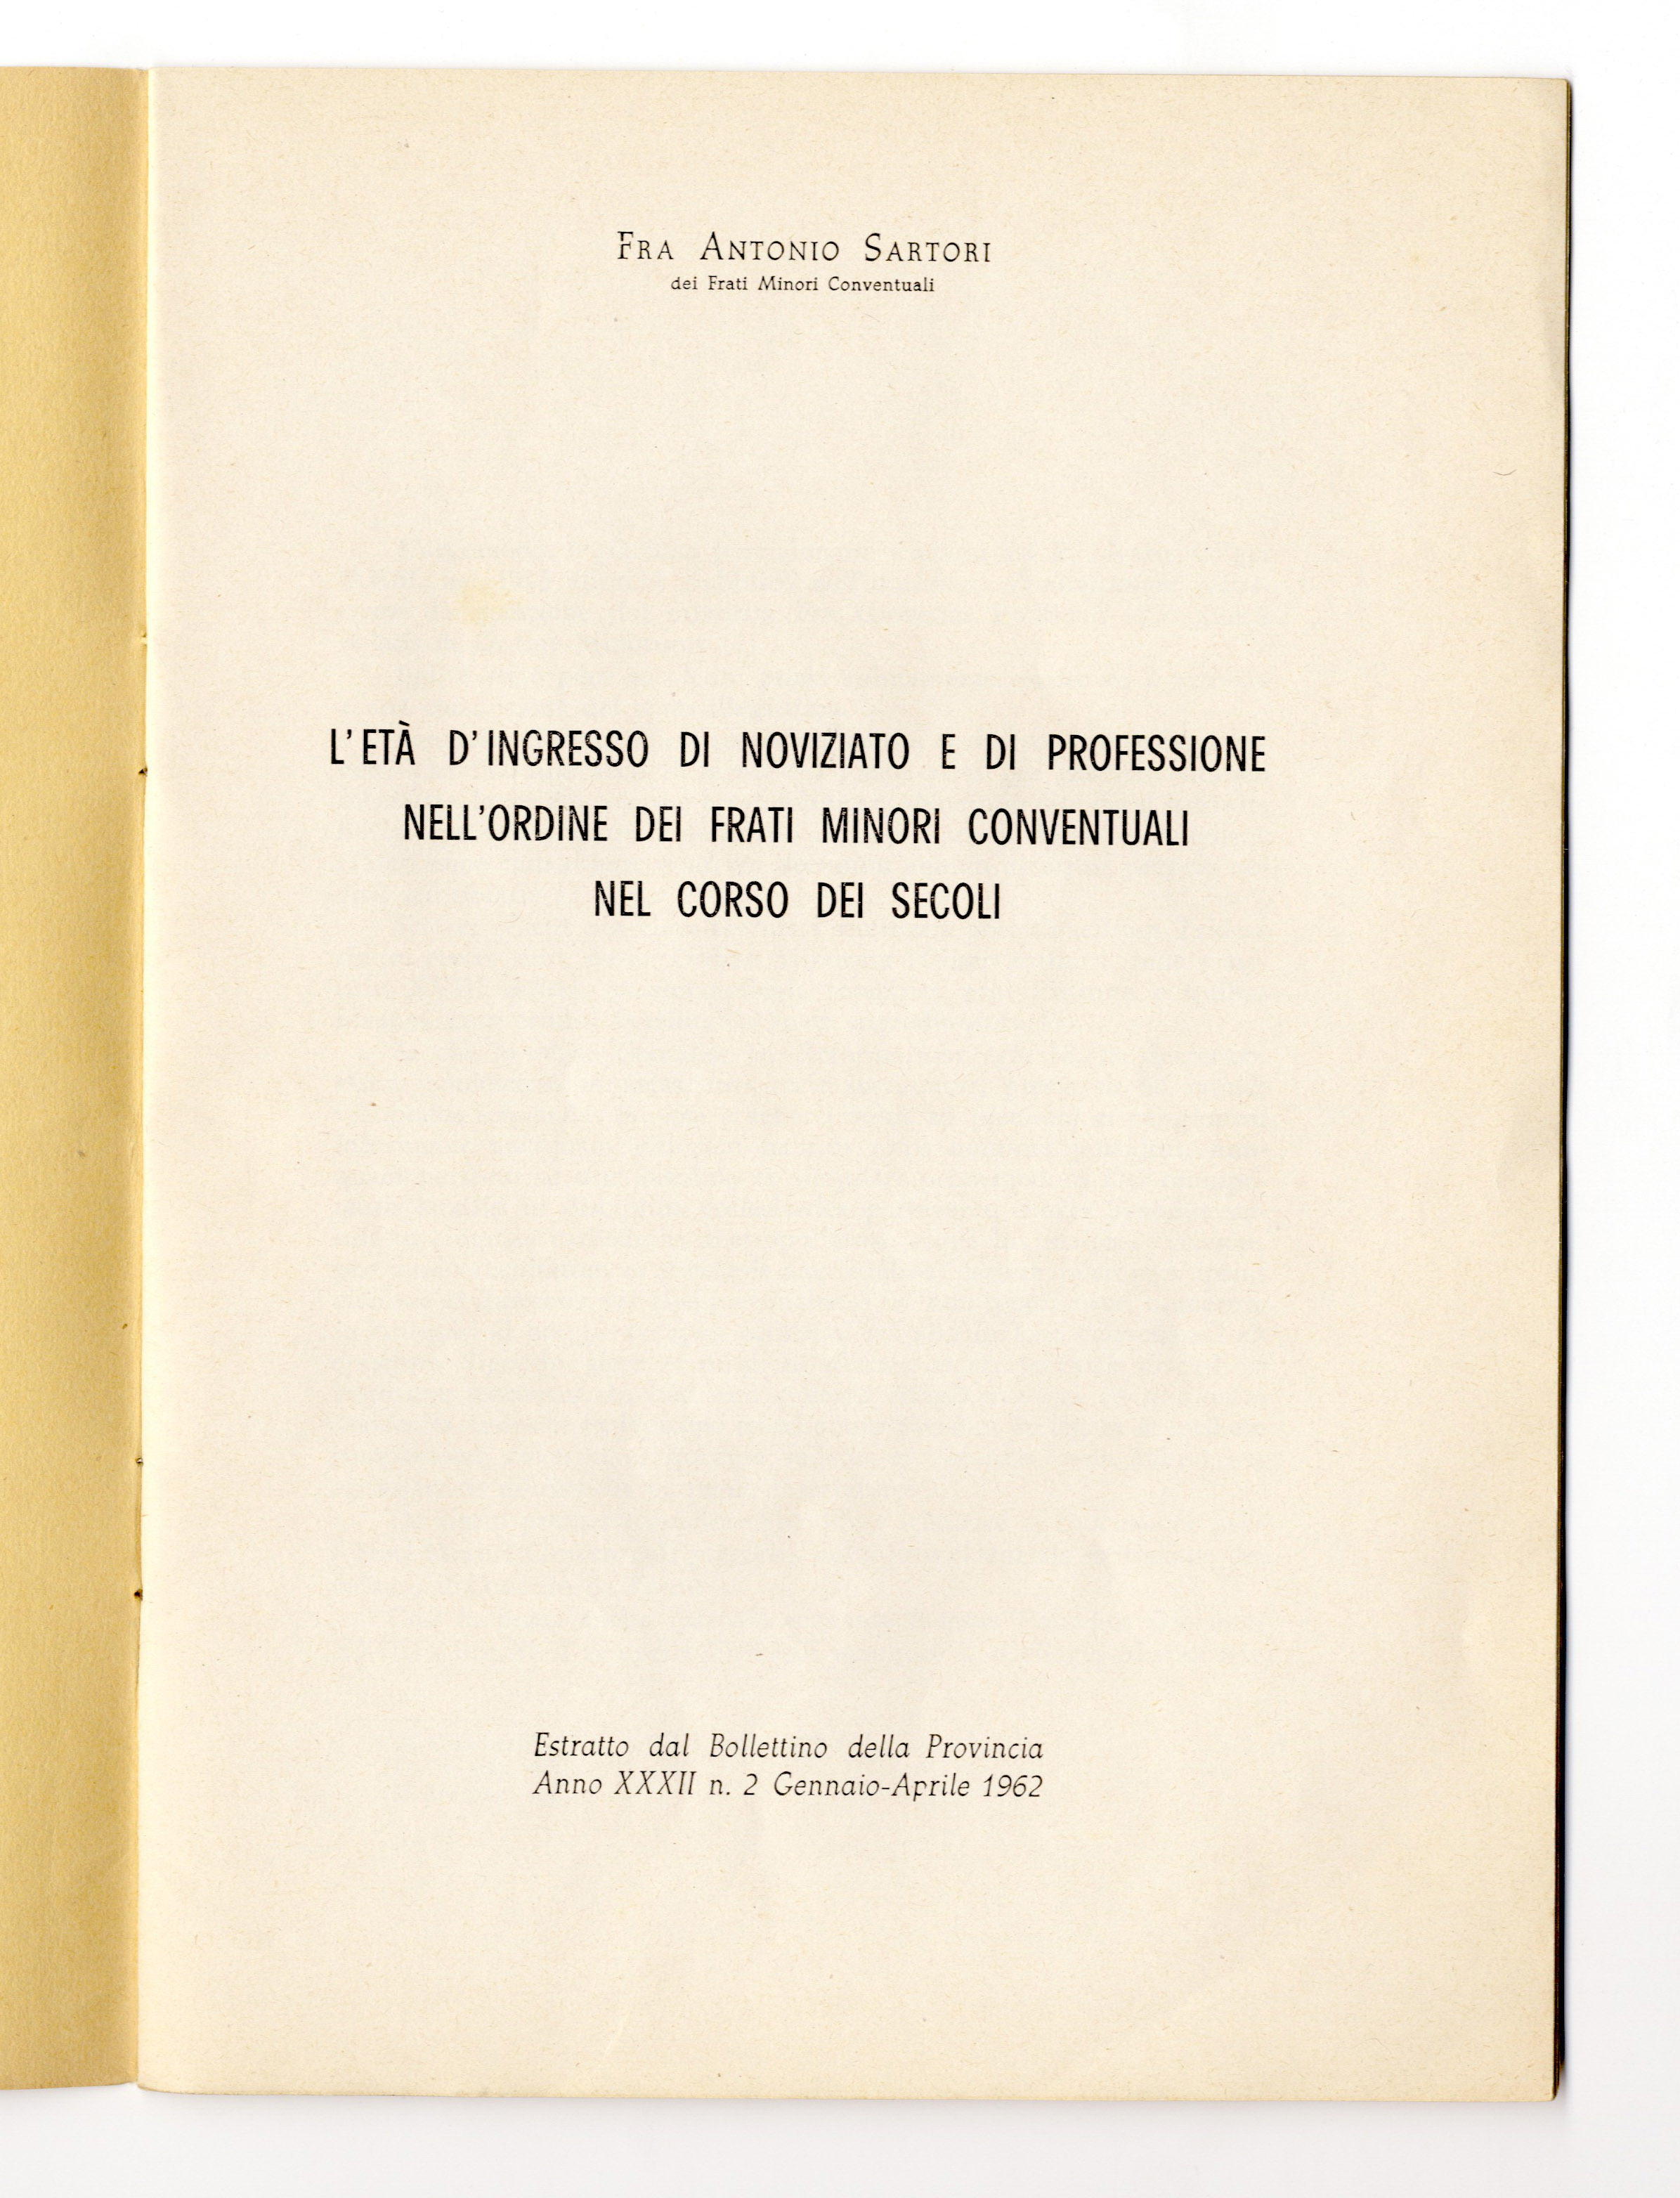 FRA ANTONIO SARTORI
dei Frati Minori Conventuali
L'ETÀ D'INGRESSO DI NOVIZIATO E DI PROFESSIONE
NELL'ORDINE DEI FRATI MINORI CONVENTUALI
NEL CORSO DEI SECOLI
Estratto dal Bollettino della Provincia
Anno XXXII n. 2 Gennaio-Aprile 1962